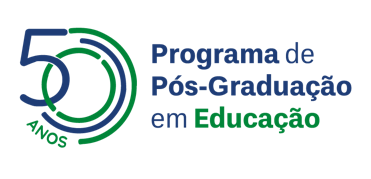 50
ANOS
Programa de
Pós-Graduação
em Educação